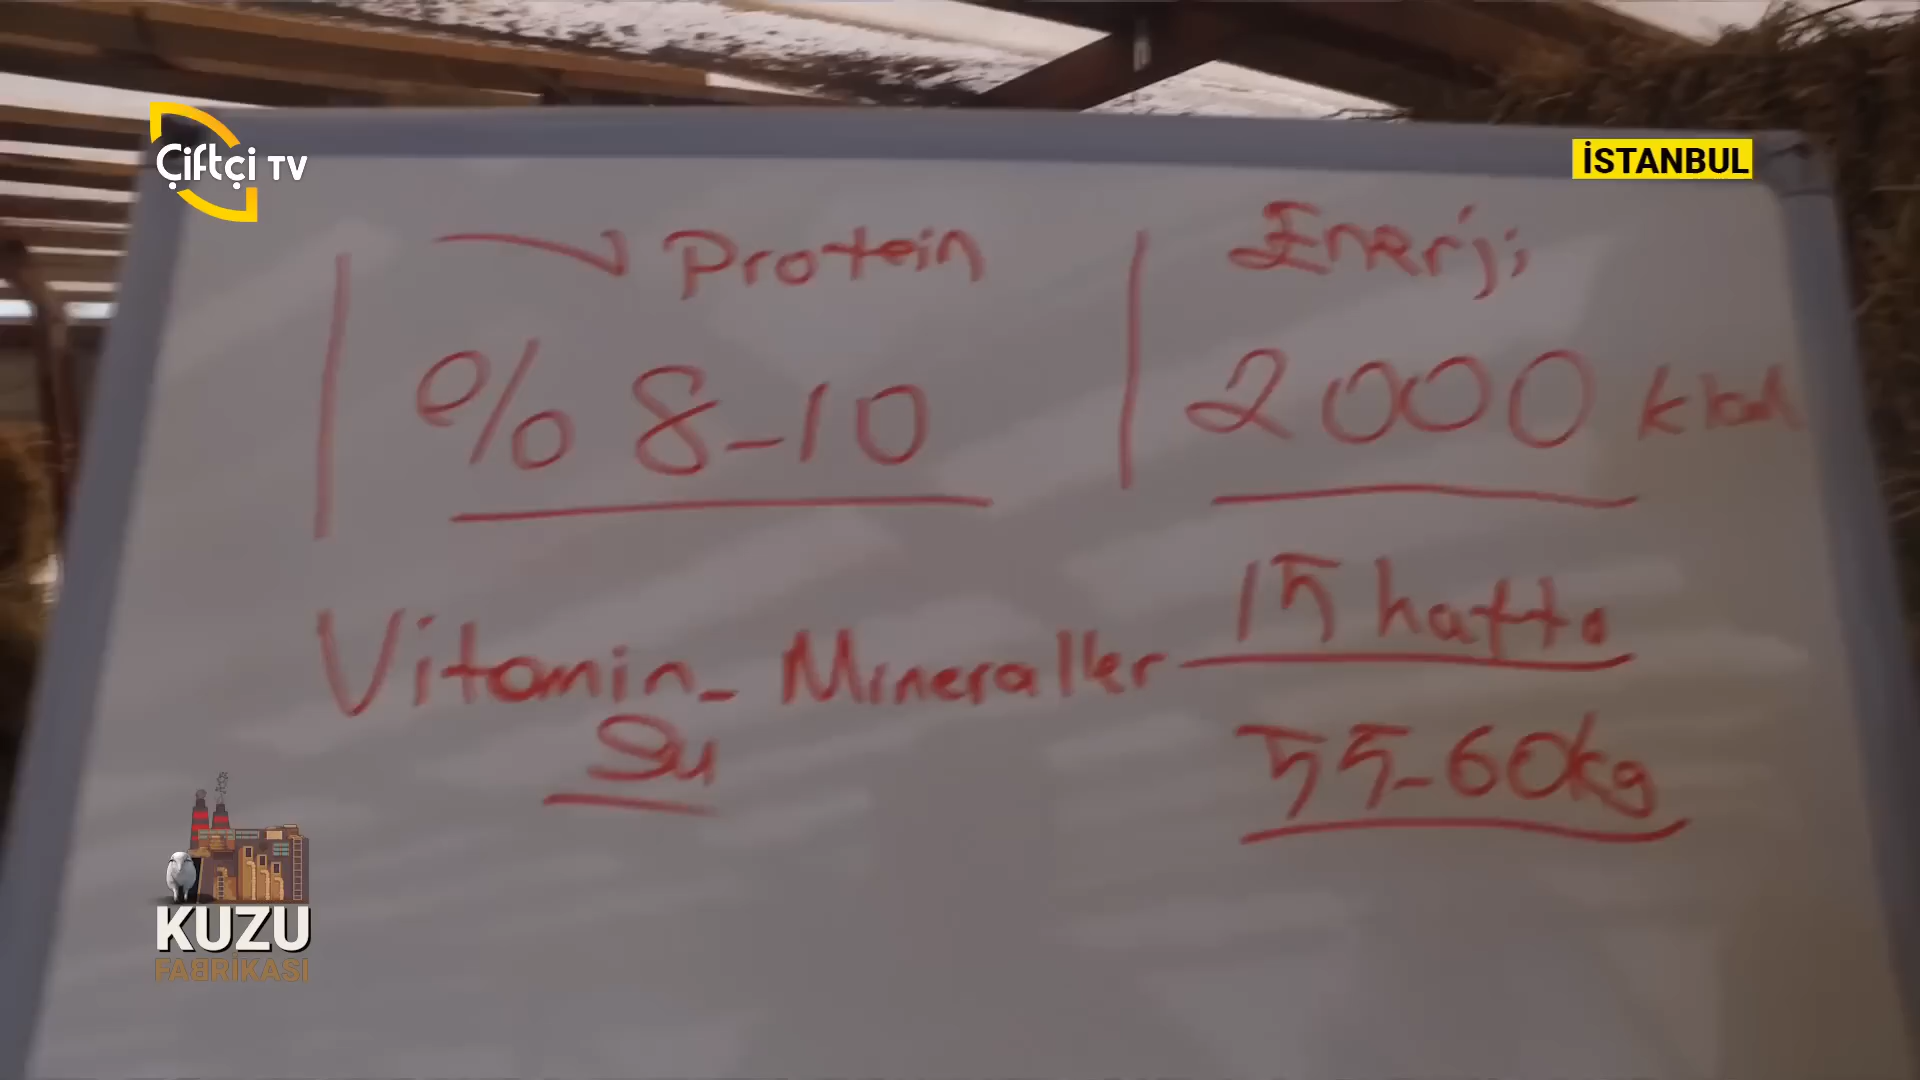 Çiftçi TV
İSTANBUL
Protein
Enerji
% 8-10
2000 kkal
15 hafta
Vitamin - Mineraller
Su
55-60kg
KUZU
FABRİKASI